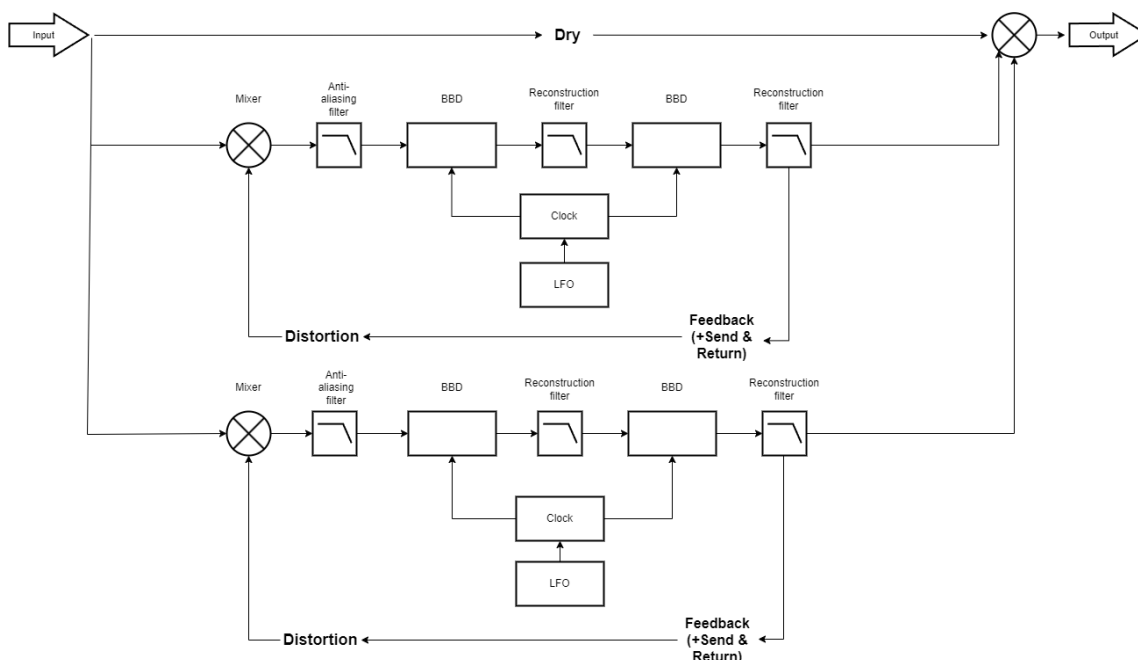 Input
Dry
Output
Mixer
Anti-
aliasing
filter
BBD
Reconstruction
filter
BBD
Reconstruction
filter
Clock
LFO
Distortion
Feedback
(+Send &
Return)
Mixer
Anti-
aliasing
filter
BBD
Reconstruction
filter
BBD
Reconstruction
filter
Clock
LFO
Distortion
Feedback
(+Send &
Return)